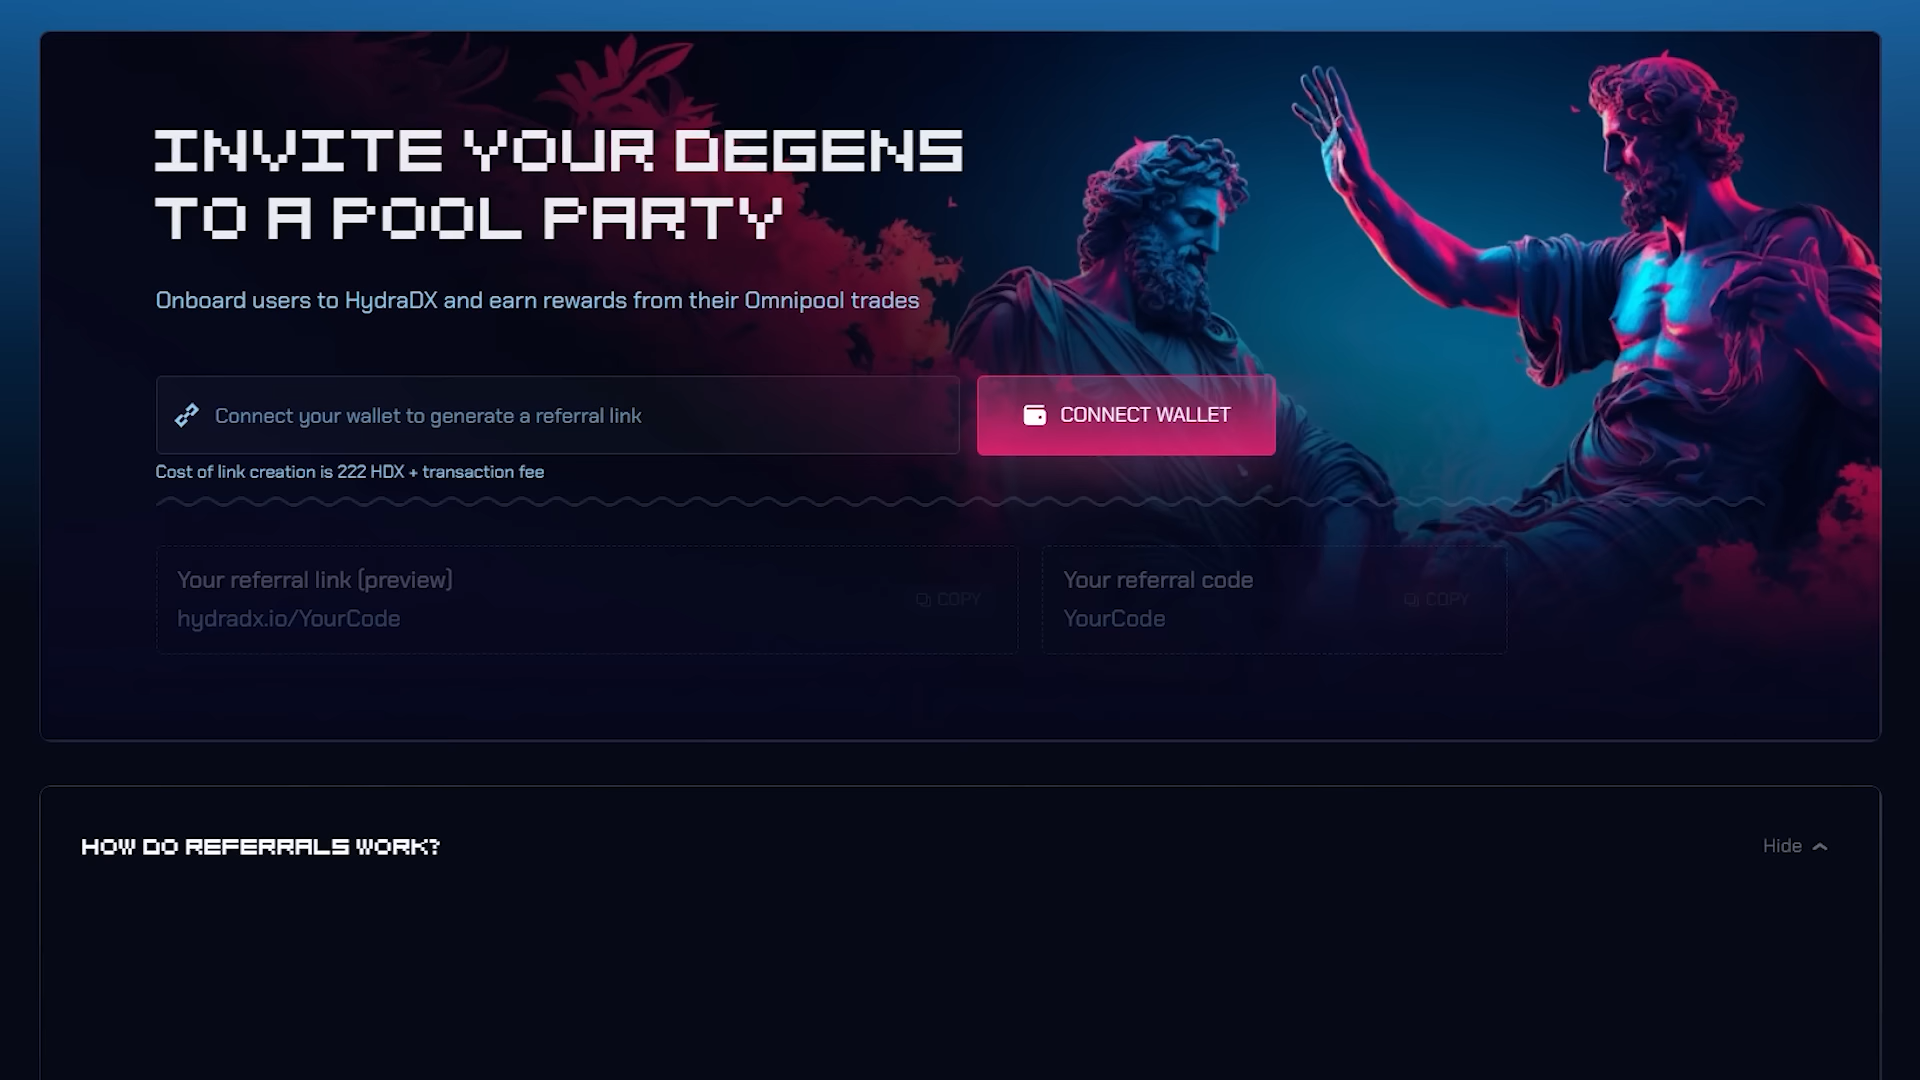 INVITE YOUR DEGENS
TO A POOL PARTY
Onboard users to HydraDX and earn rewards from their Omnipool trades
Connect your wallet to generate a referral link
CONNECT WALLET
Cost of link creation is 222 HDX + transaction fee
Your referral link (preview)
hydradx.io/YourCode
COPY
Your referral code
YourCode
COPY
HOW DO REFERRALS WORK?
Hide